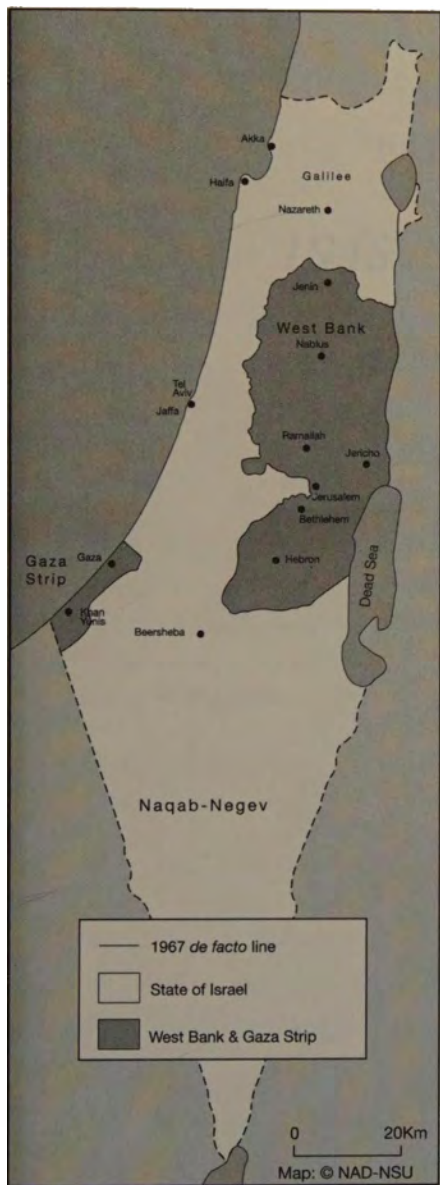 Akka
Haifa
Galilee
Nazareth
Jenin
West Bank
Nablus
Tel
Aviv
Jaffa
Ramallah
Jericho
Jerusalem
Bethlehem
Gaza
Strip
Gaza
Hebron
Dead Sea
Khan
Yunis
Beersheba
Naqab-Negev
1967 de facto line
State of Israel
West Bank & Gaza Strip
0 20Km
Map: © NAD-NSU